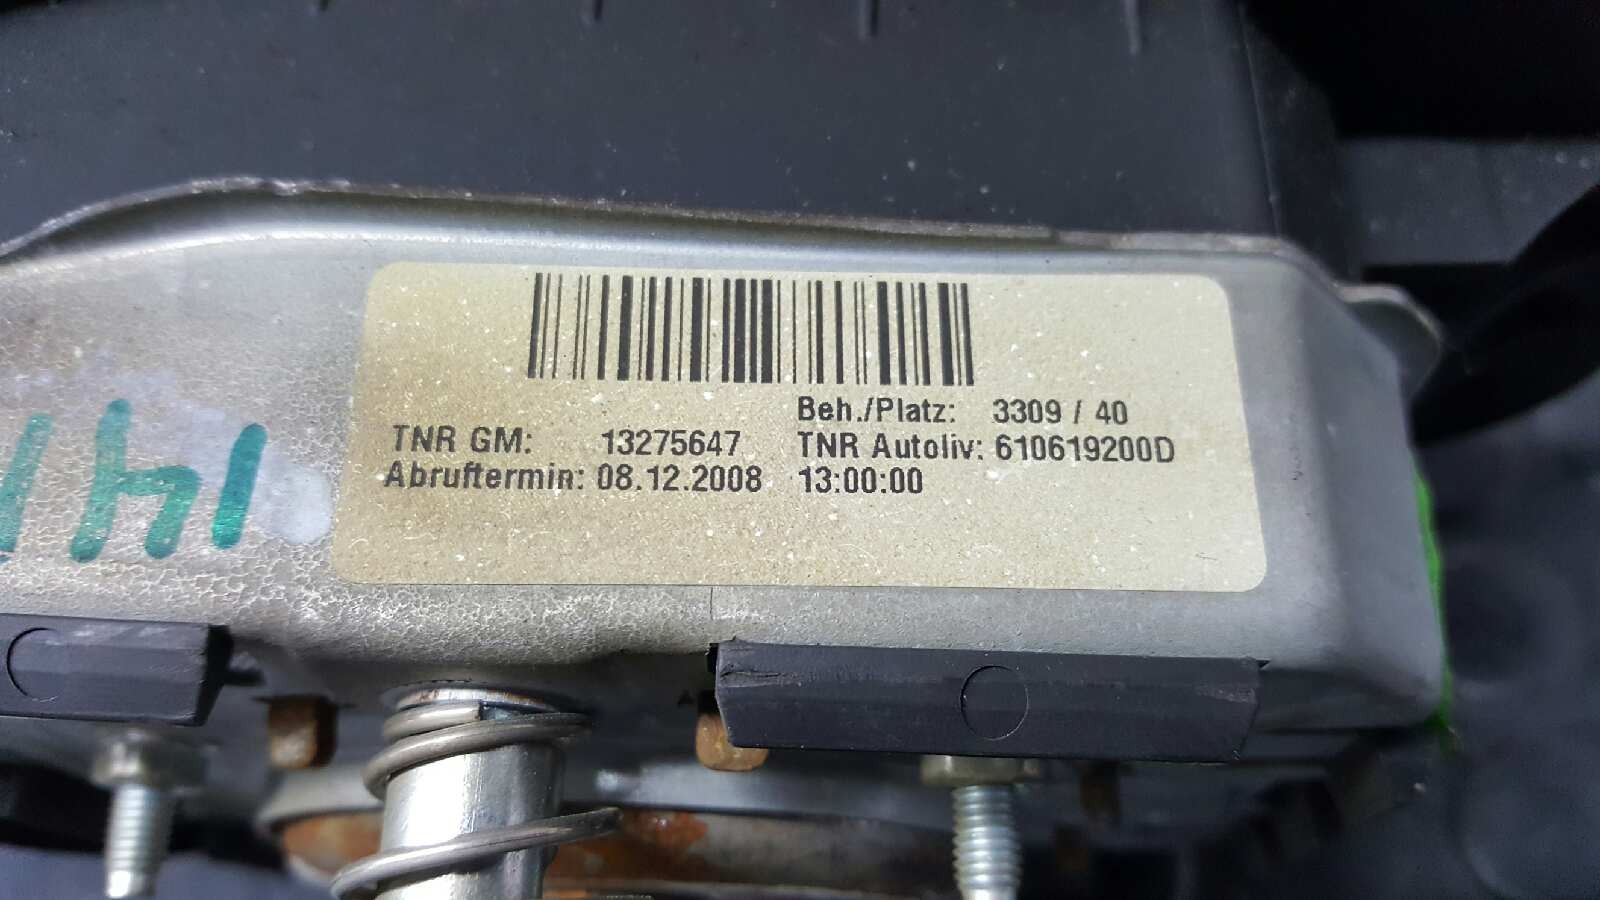 Beh./Platz: 3309 / 40
TNR GM: 13275647 TNR Autoliv: 610619200D
Abruftermin: 08.12.2008 13:00:00